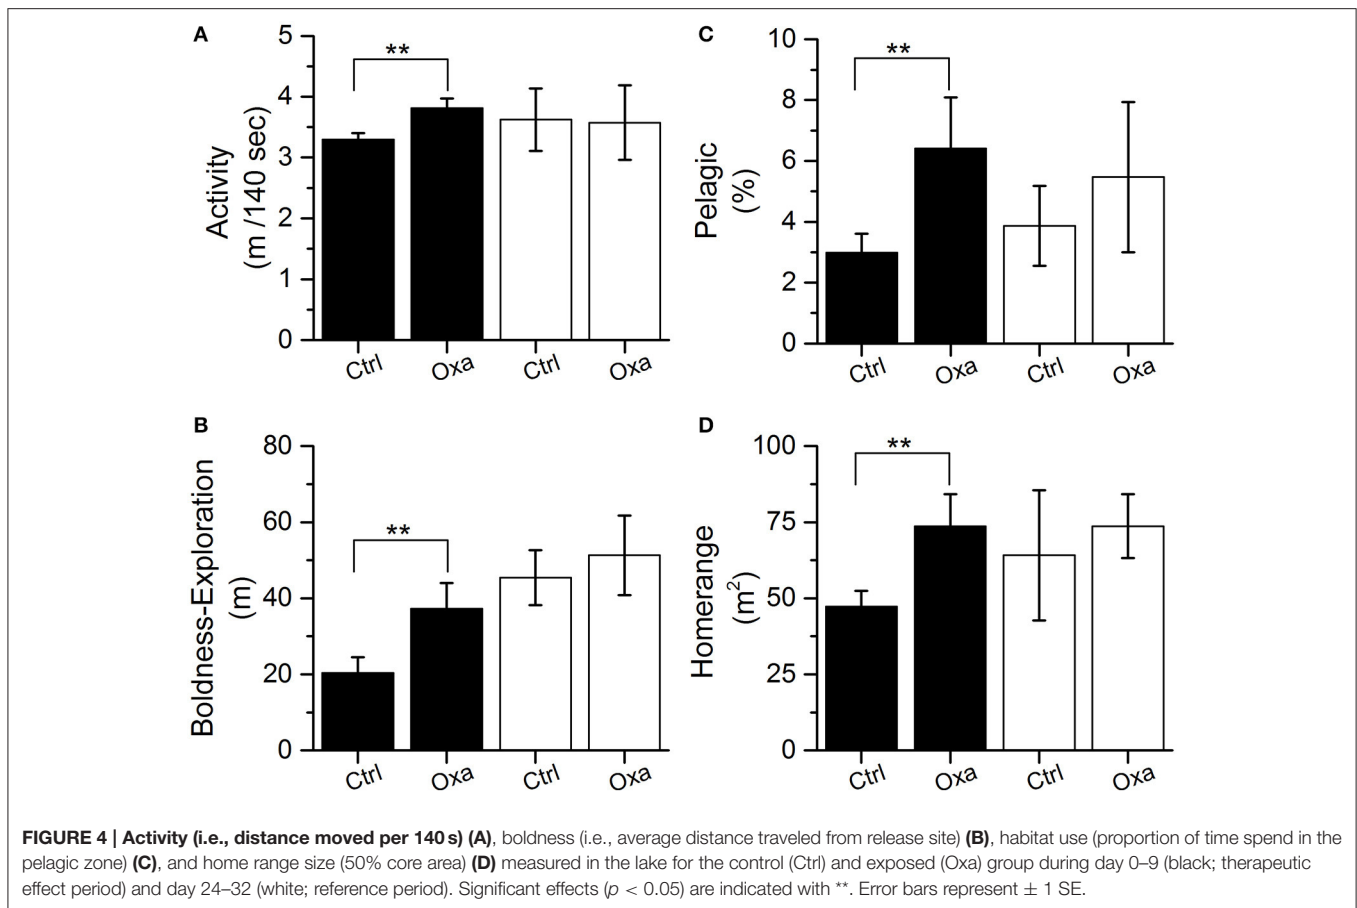 A
**
5
4
3
2
1
0
Activity
(m /140 sec)
Ctrl
Oxa
Ctrl
Oxa
C
**
10
8
6
4
2
0
Pelagic
(%)
Ctrl
Oxa
Ctrl
Oxa
B
**
80
60
40
20
0
Boldness-Exploration
(m)
Ctrl
Oxa
Ctrl
Oxa
D
**
100
75
50
25
0
Homerange
(m²)
Ctrl
Oxa
Ctrl
Oxa
FIGURE 4 | Activity (i.e., distance moved per 140 s) (A), boldness (i.e., average distance traveled from release site) (B), habitat use (proportion of time spend in the
pelagic zone) (C), and home range size (50% core area) (D) measured in the lake for the control (Ctrl) and exposed (Oxa) group during day 0–9 (black; therapeutic
effect period) and day 24–32 (white; reference period). Significant effects (p < 0.05) are indicated with **. Error bars represent ± 1 SE.